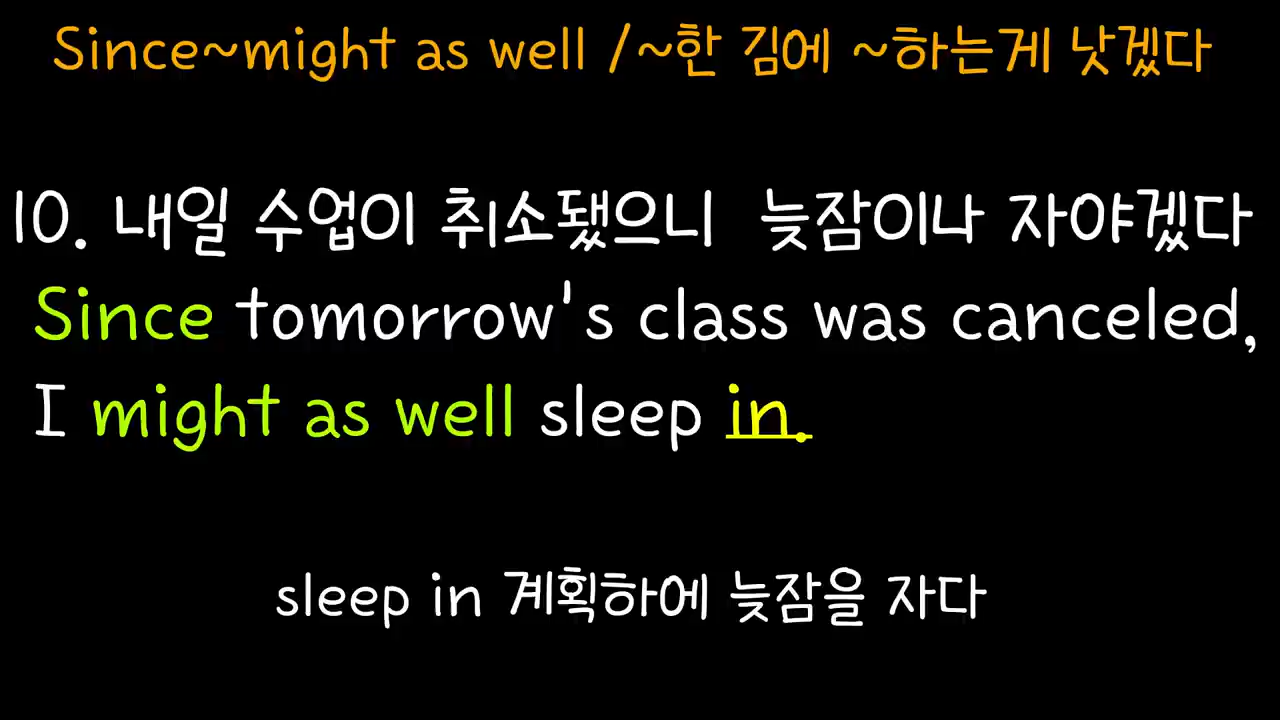 Since~might as well /~한 김에 ~하는게 낫겠다
10. 내일 수업이 취소됐으니 늦잠이나 자야겠다
Since tomorrow's class was canceled,
I might as well sleep in.
sleep in 계획하에 늦잠을 자다